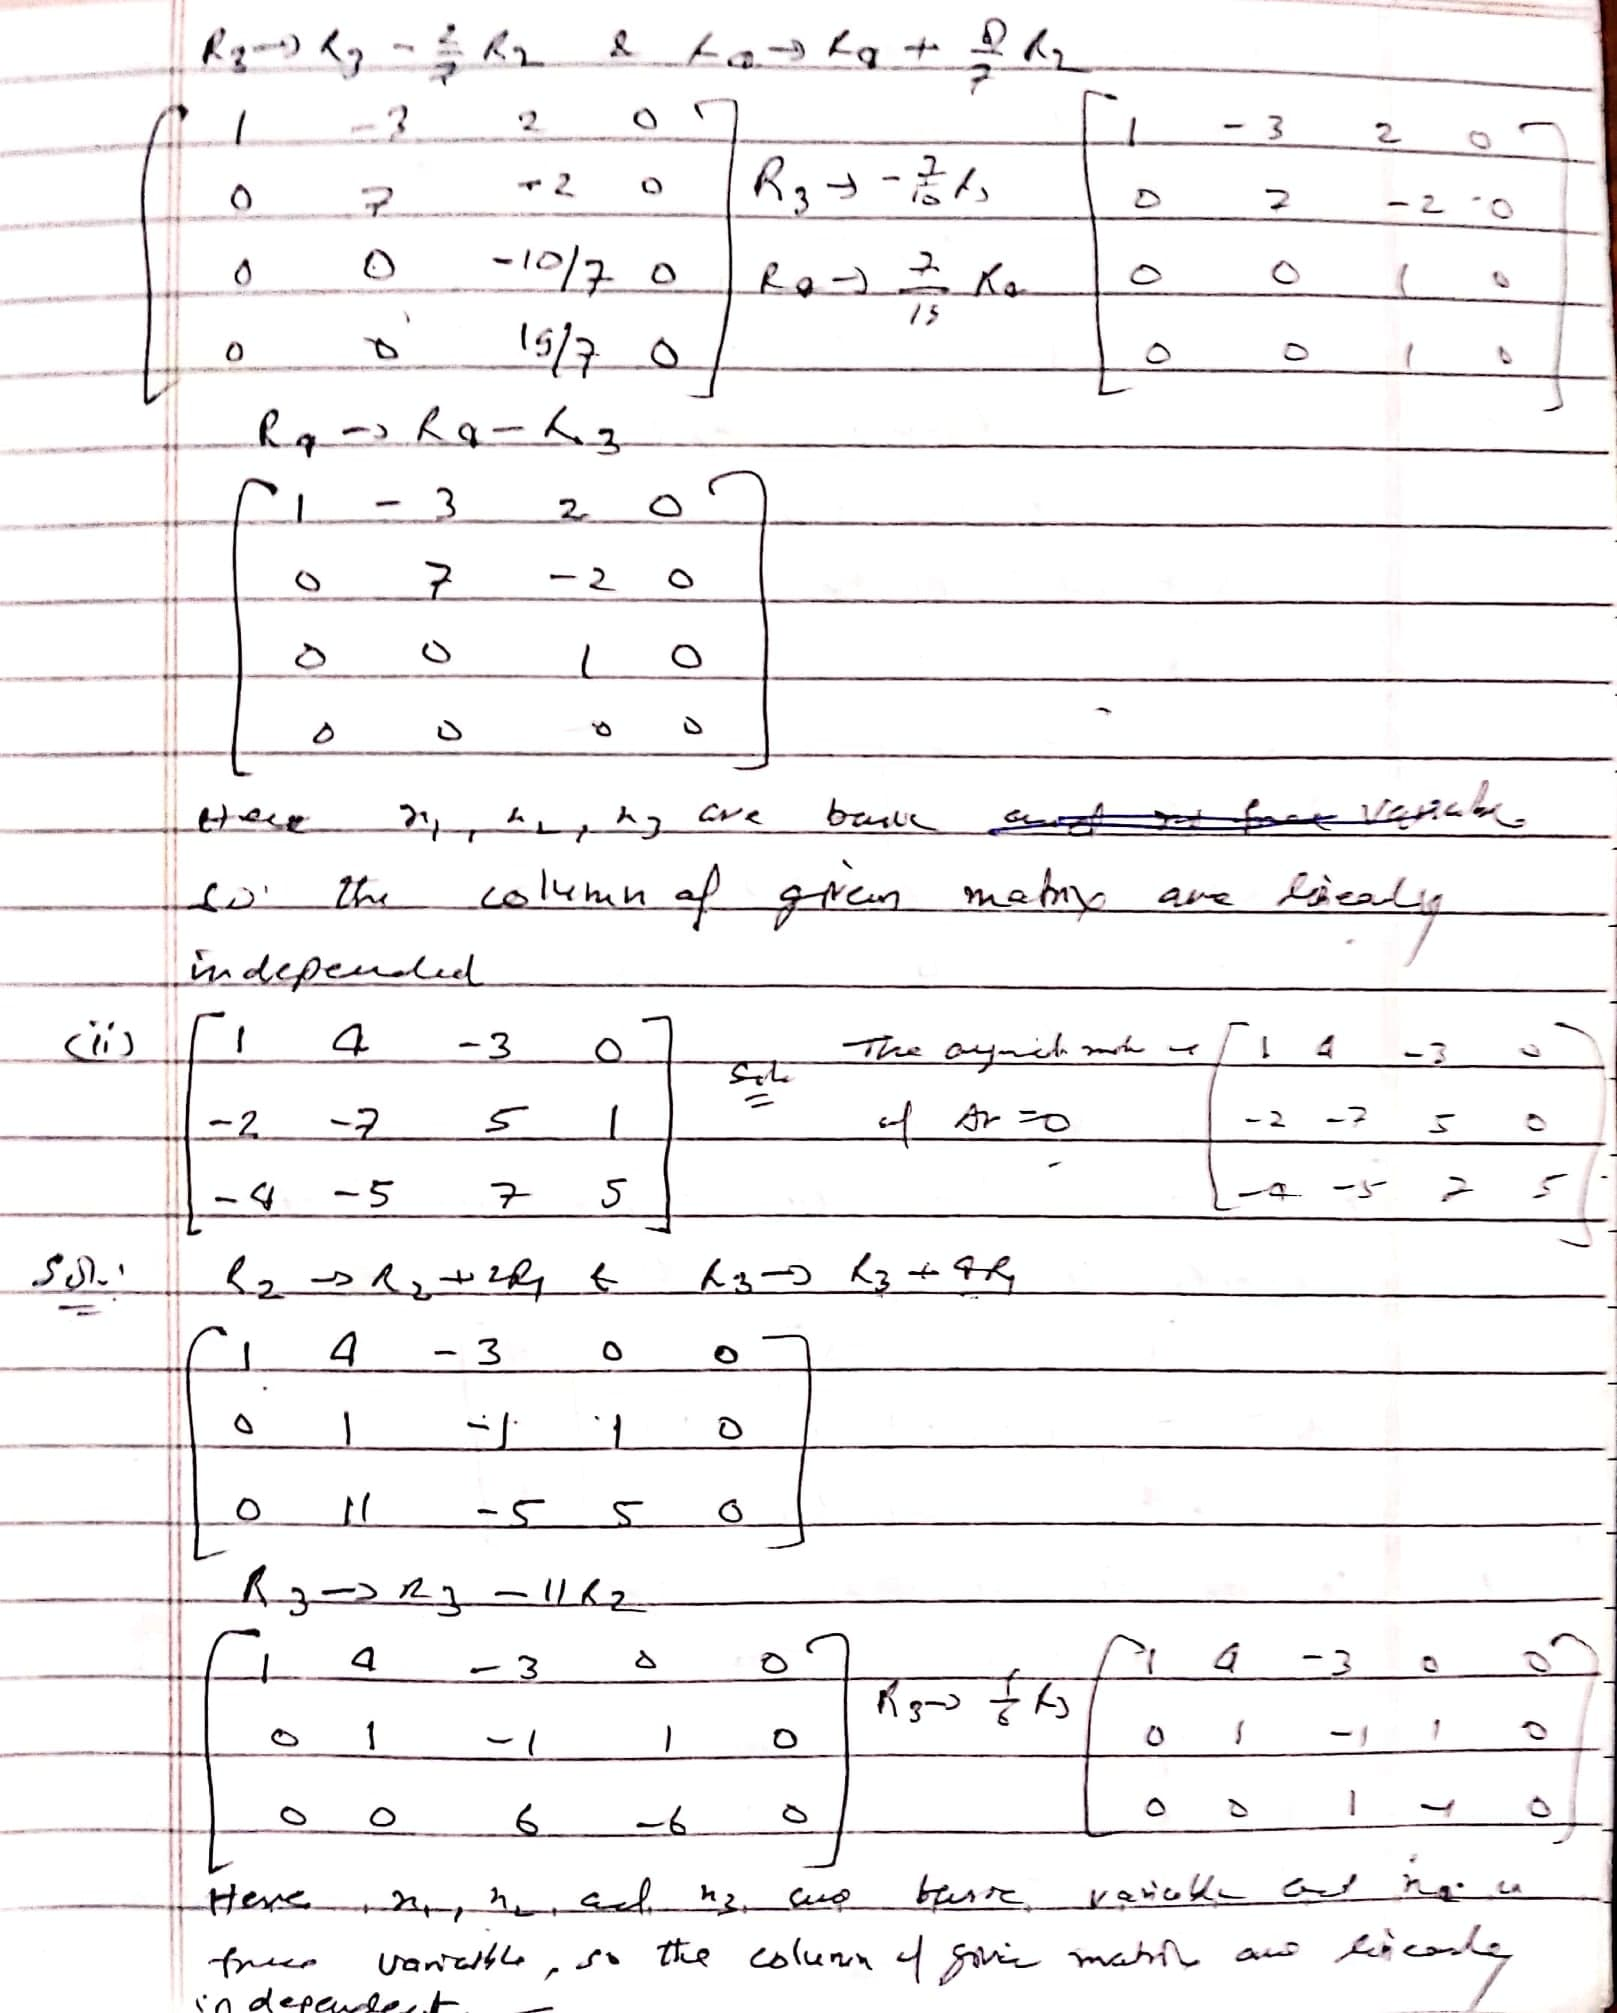 R3 → R3 - 2/7 R2 & R4 → R4 + 8/7 R2
1 -3 2 0
0 7 -2 0
0 0 -10/7 0
0 0 15/7 0
R3 → -7/10 R3
R4 → 7/15 R4
1 -3 2 0
0 7 -2 0
0 0 1 0
0 0 1 0
R4 → R4 - R3
1 -3 2 0
0 7 -2 0
0 0 1 0
0 0 0 0
Here x1, x2, x3 are basic variable
so the column of given matrix are linearly
independed
(ii) 1 4 -3 0
-2 -7 5 1
-4 -5 7 5
Soln The matrix
of Ax = 0
1 4 -3 0
-2 -7 5 0
-4 -5 7 5
Soln: R2 → R2 + 2R1 & R3 → R3 + 4R1
1 4 -3 0 0
0 1 -1 1 0
0 11 -5 5 0
R3 → R3 - 11R2
1 4 -3 0 0
0 1 -1 1 0
0 0 6 -6 0
R3 → 1/6 R3
1 4 -3 0 0
0 1 -1 1 0
0 0 1 -1 0
Here x1, x2 and x3 are basic variable and x4 is
free variable, so the column of given matrix are linearly
independent